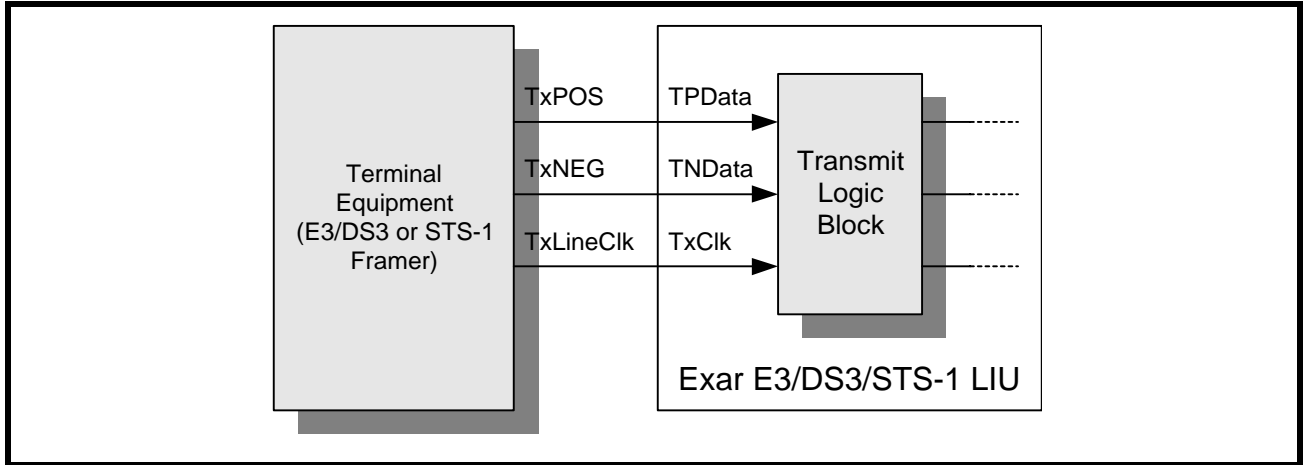 Terminal
Equipment
(E3/DS3 or STS-1
Framer)
TxPOS
TPData
TxNEG
TNData
TxLineClk
TxClk
Transmit
Logic
Block
Exar E3/DS3/STS-1 LIU